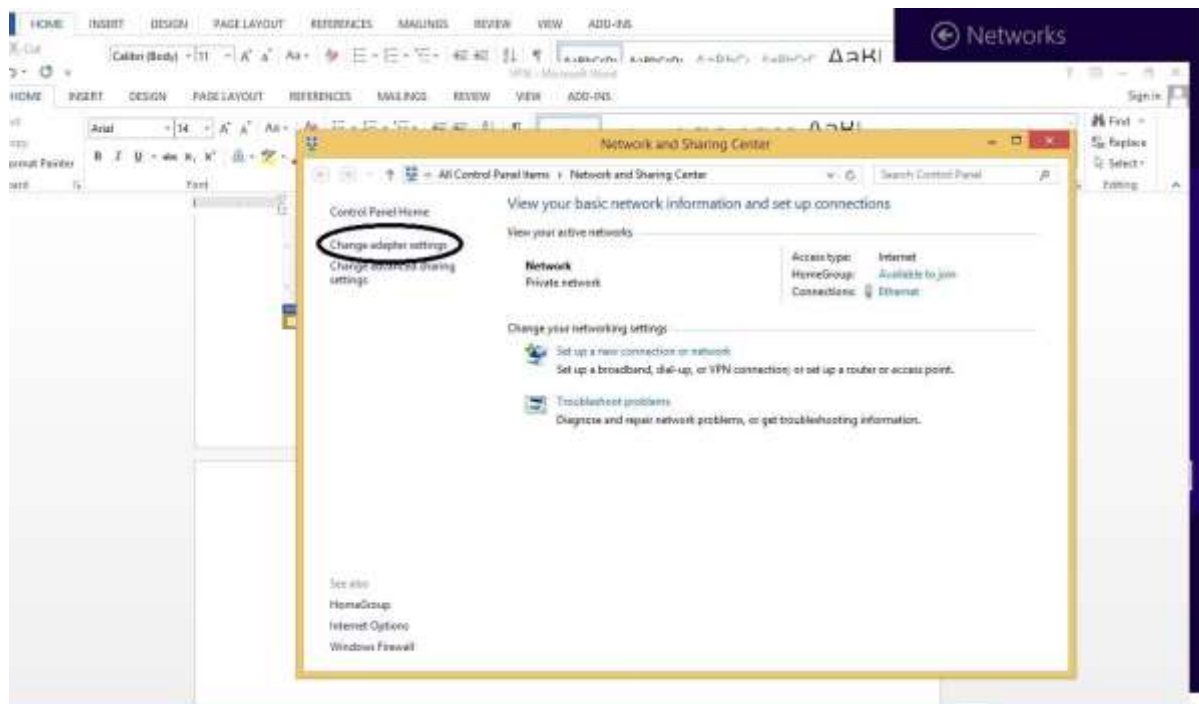 HOME INSERT DESIGN PAGE LAYOUT REFERENCES MAILINGS REVIEW VIEW ADD-INS
Networks
Cut
Calibri (Body) 11
VPN - Microsoft Word
HOME INSERT DESIGN PAGE LAYOUT REFERENCES MAILINGS REVIEW VIEW ADD-INS
Sign in
Arial 14
Find
Replace
Format Painter
Select
Font
Editing
Network and Sharing Center
All Control Panel Items Network and Sharing Center
Search Control Panel
Control Panel Home
Change adapter settings
Change advanced sharing
settings
View your basic network information and set up connections
View your active networks
Network
Private network
Access type: Internet
HomeGroup: Available to join
Connections: Ethernet
Change your networking settings
Set up a new connection or network
Set up a broadband, dial-up, or VPN connection; or set up a router or access point.
Troubleshoot problems
Diagnose and repair network problems, or get troubleshooting information.
See also
HomeGroup
Internet Options
Windows Firewall